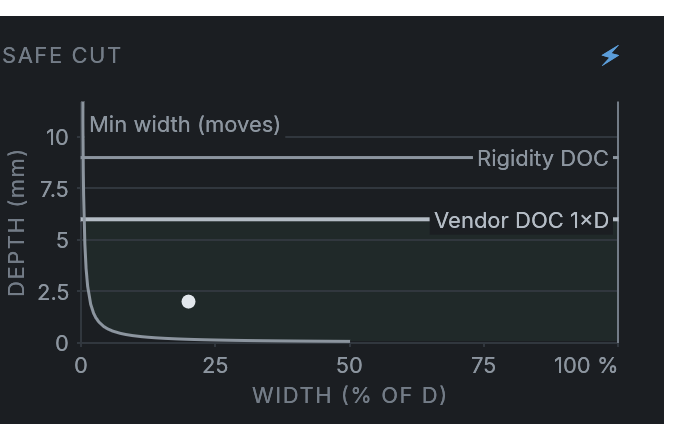 SAFE CUT
Min width (moves)
10
Rigidity DOC
7.5
Vendor DOC 1×D
5
2.5
0
DEPTH (mm)
0 25 50 75 100 %
WIDTH (% OF D)